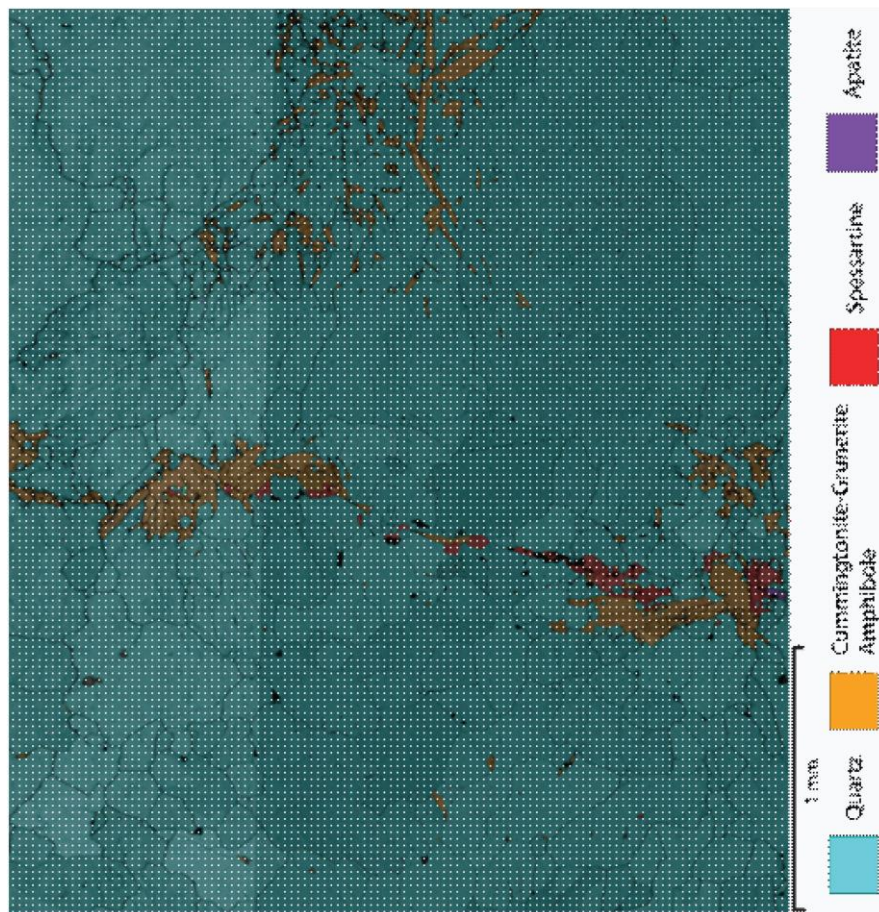 1 mm
Quartz
Cummingtonite-Grunerite
Amphibole
Spessartine
Apatite